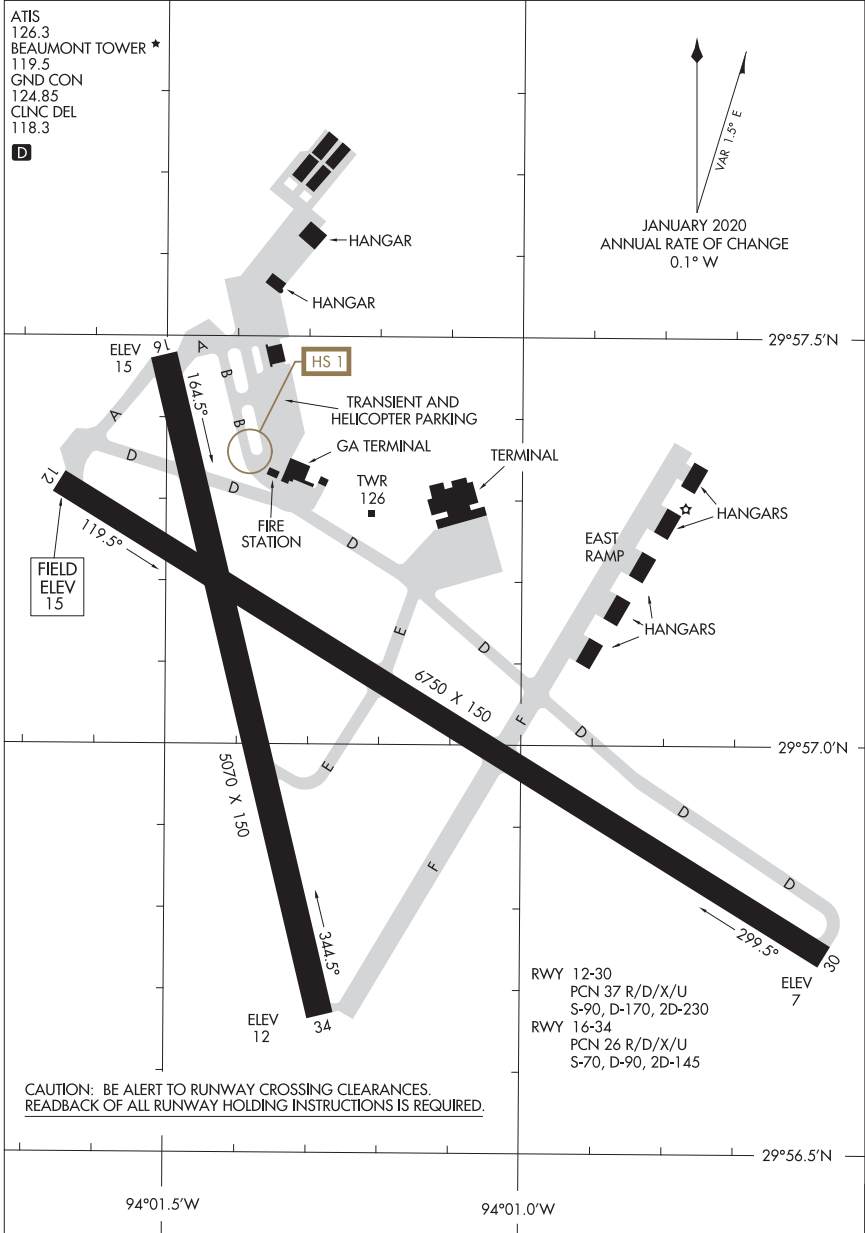 ATIS
126.3
BEAUMONT TOWER
119.5
GND CON
124.85
CLNC DEL
118.3
D
VAR 1.5° E
JANUARY 2020
ANNUAL RATE OF CHANGE
0.1° W
HANGAR
HANGAR
29°57.5'N
ELEV
15
16
A
B
B
HS 1
164.5°
TRANSIENT AND
HELICOPTER PARKING
A
D
D
GA TERMINAL
TWR
126
TERMINAL
12
119.5°
FIRE
STATION
D
HANGARS
EAST
RAMP
FIELD
ELEV
15
E
D
HANGARS
6750 X 150
F
D
29°57.0'N
E
5070 X 150
D
F
D
344.5°
299.5°
30
ELEV
7
ELEV
12
34
RWY 12-30
PCN 37 R/D/X/U
S-90, D-170, 2D-230
RWY 16-34
PCN 26 R/D/X/U
S-70, D-90, 2D-145
CAUTION: BE ALERT TO RUNWAY CROSSING CLEARANCES.
READBACK OF ALL RUNWAY HOLDING INSTRUCTIONS IS REQUIRED.
29°56.5'N
94°01.5'W
94°01.0'W